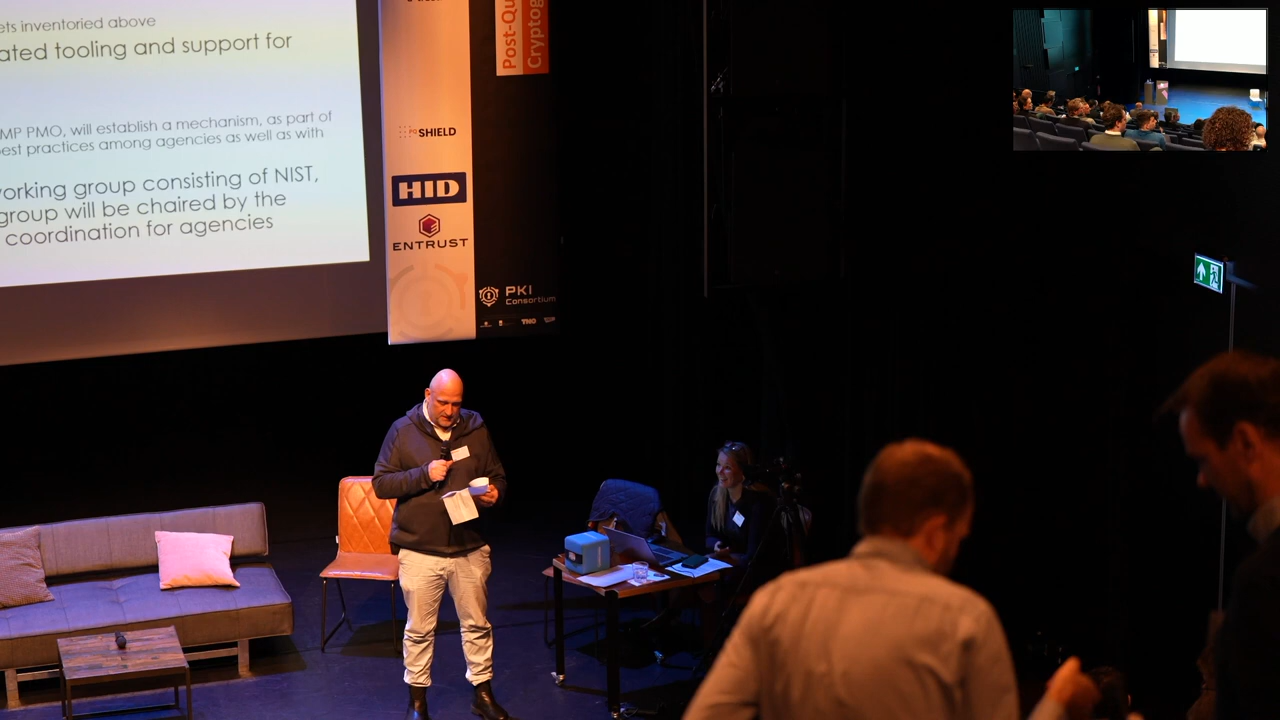 ets inventoried above
ated tooling and support for
MP PMO, will establish a mechanism, as part of
est practices among agencies as well as with
vorking group consisting of NIST,
group will be chaired by the
coordination for agencies
Post-Qu
Cryptog
PQSHIELD
HID
ENTRUST
PKI
Consortium
TNO